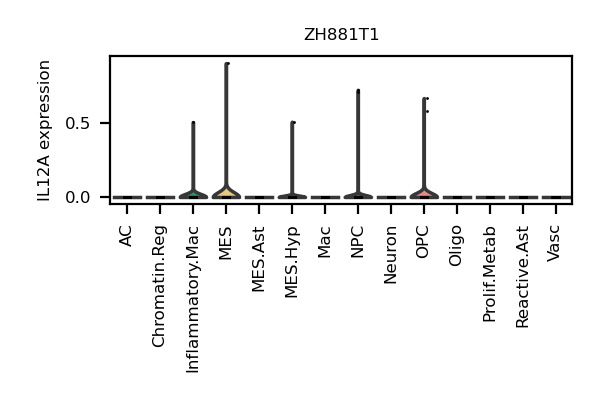 ZH881T1
IL12A expression
0.5
0.0
AC
Chromatin.Reg
Inflammatory.Mac
MES
MES.Ast
MES.Hyp
Mac
NPC
Neuron
OPC
Oligo
Prolif.Metab
Reactive.Ast
Vasc